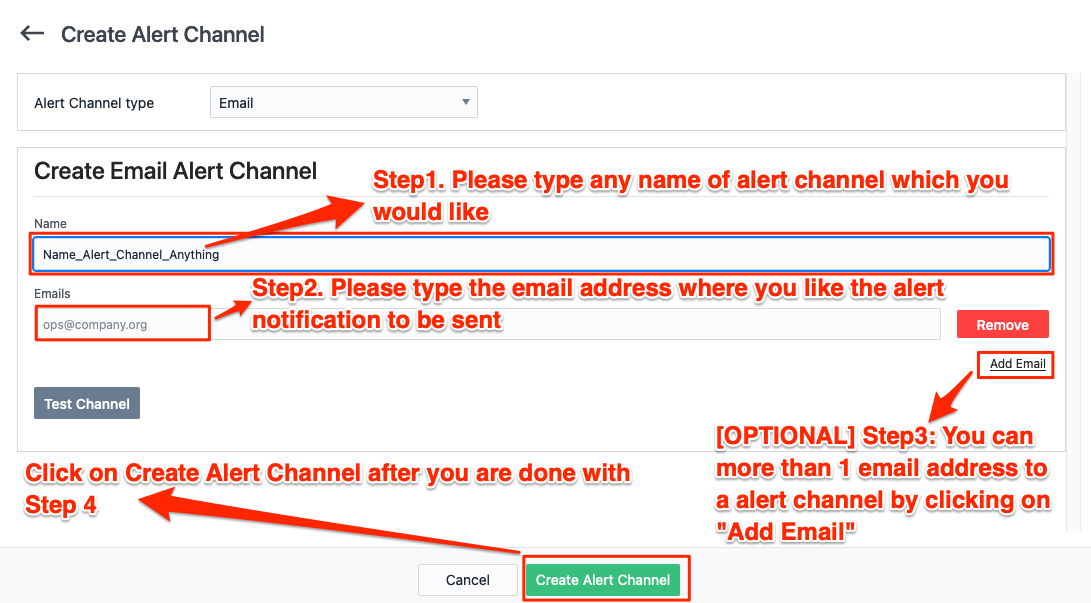 Create Alert Channel
Alert Channel type
Email
Create Email Alert Channel
Step1. Please type any name of alert channel which you
would like
Name
Name_Alert_Channel_Anything
Step2. Please type the email address where you like the alert
notification to be sent
Emails
ops@company.org
Remove
Add Email
Test Channel
[OPTIONAL] Step3: You can
more than 1 email address to
a alert channel by clicking on
"Add Email"
Click on Create Alert Channel after you are done with
Step 4
Cancel
Create Alert Channel